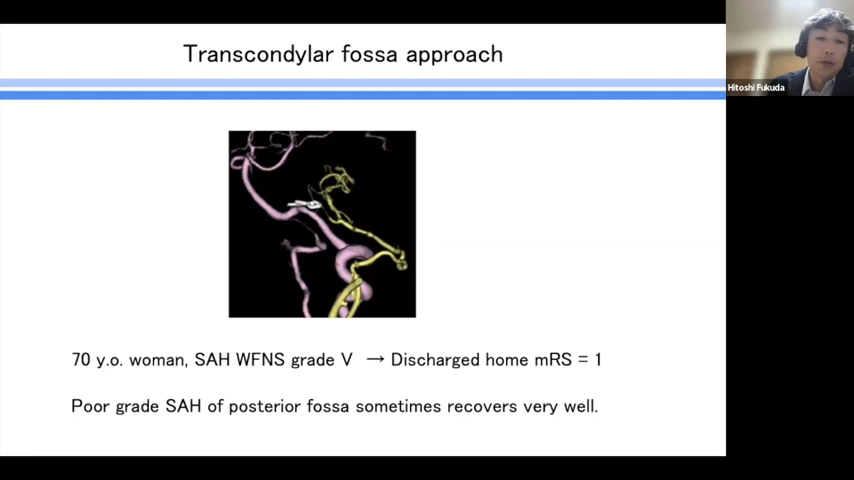 Transcondylar fossa approach
Hitoshi Fukuda
70 y.o. woman, SAH WFNS grade V → Discharged home mRS = 1
Poor grade SAH of posterior fossa sometimes recovers very well.